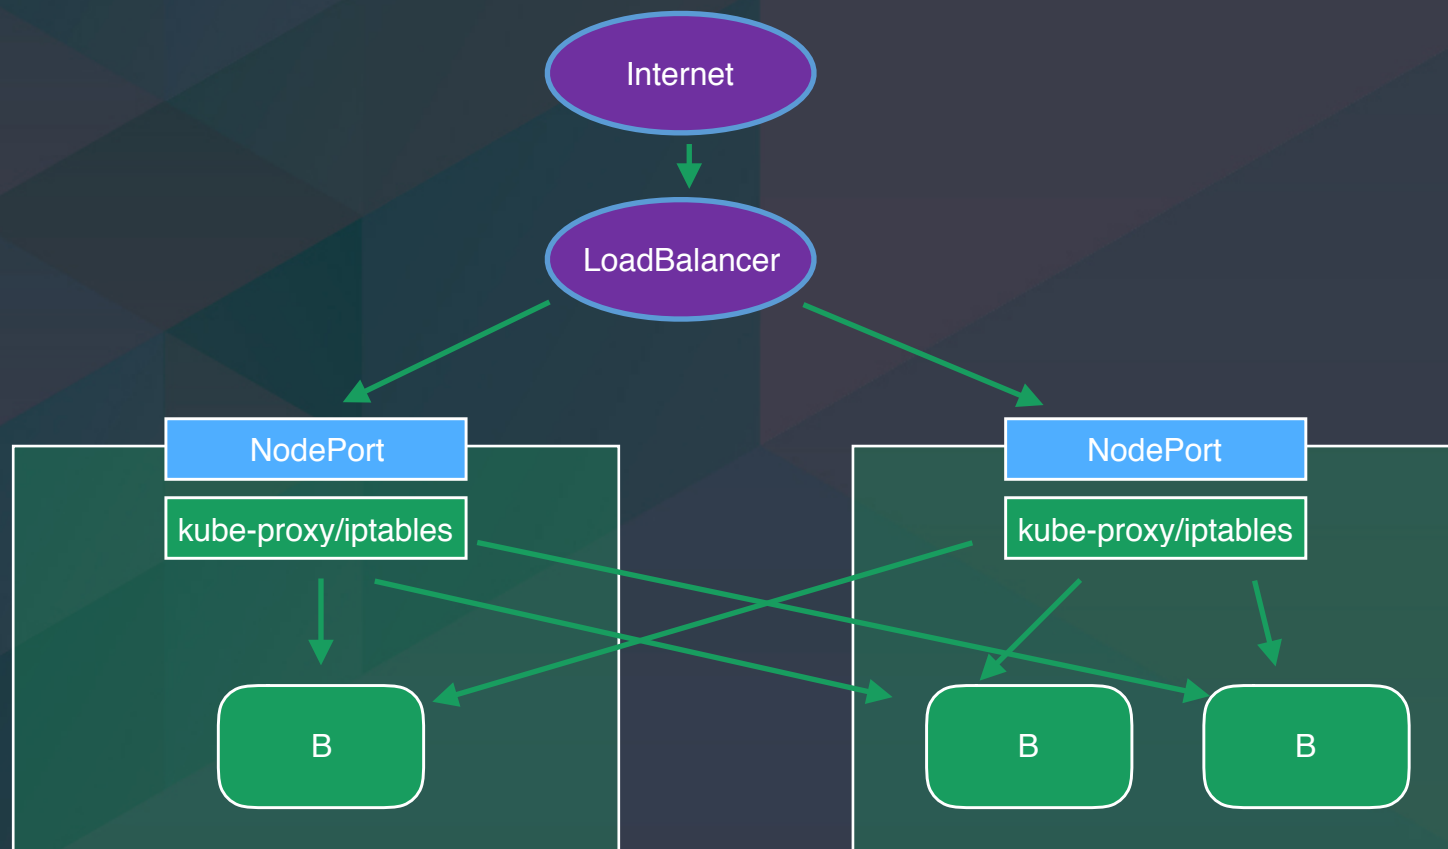 Internet
LoadBalancer
NodePort
NodePort
kube-proxy/iptables
kube-proxy/iptables
B
B
B